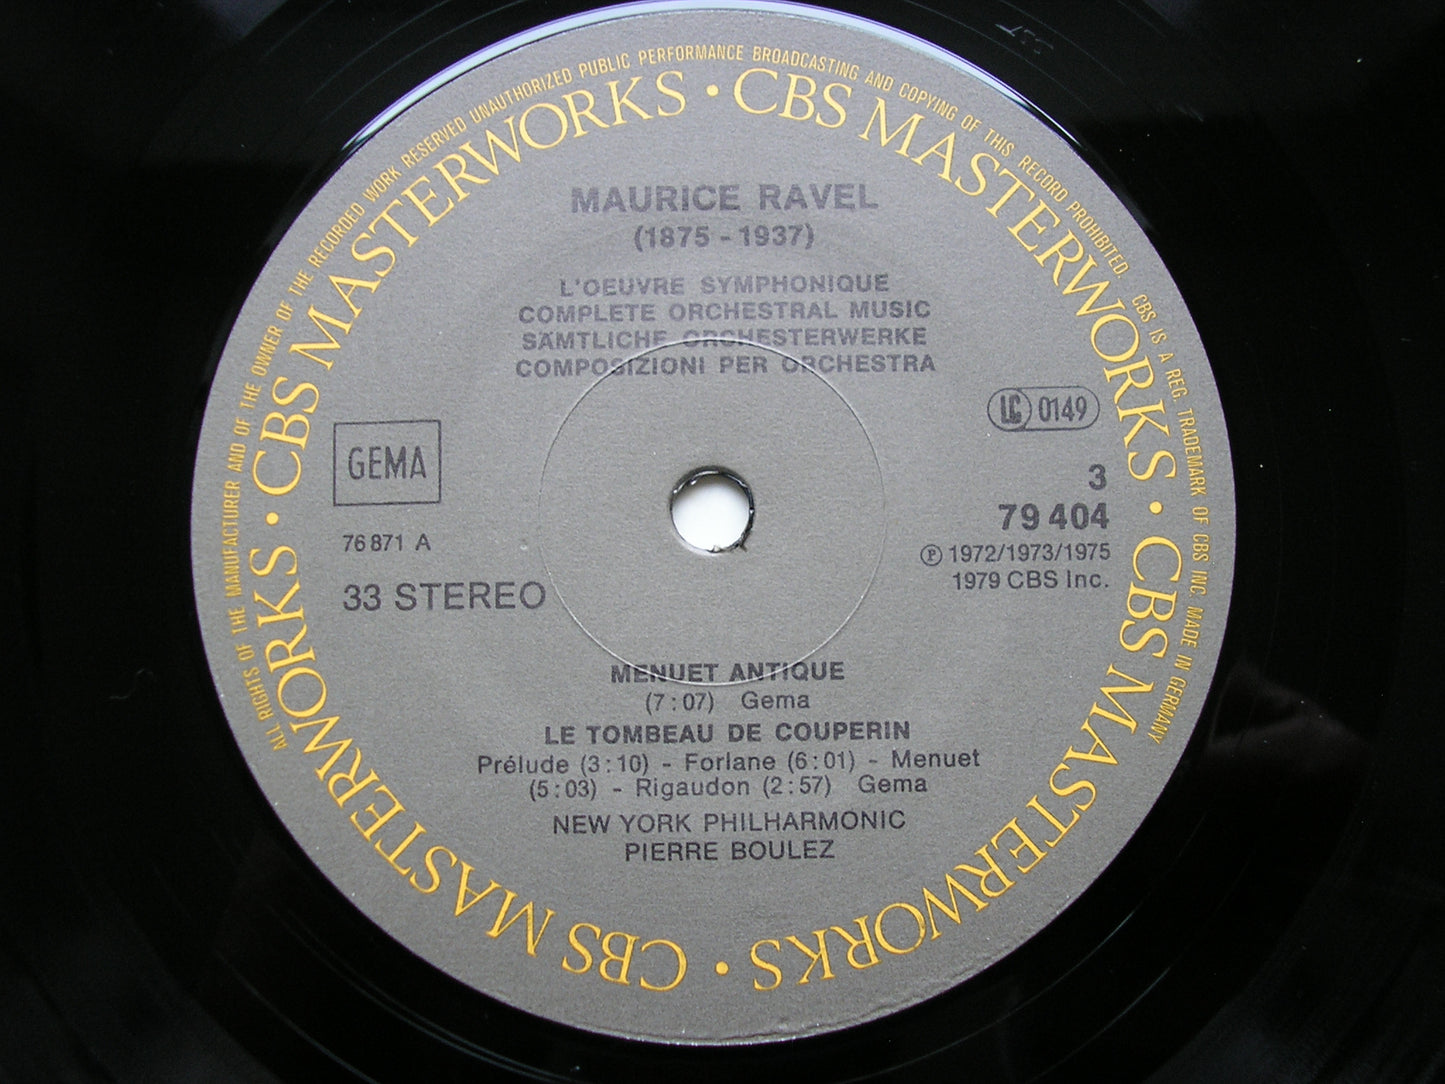 ALL RIGHTS OF THE MANUFACTURER AND OF THE OWNER OF THE RECORDED WORK RESERVED UNAUTHORIZED PUBLIC PERFORMANCE BROADCASTING AND COPYING OF THIS RECORD PROHIBITED. CBS IS A REG. TRADEMARK OF CBS INC. MADE IN GERMANY
CBS MASTERWORKS · CBS MASTERWORKS · CBS MASTERWORKS · CBS MASTERWORKS ·
MAURICE RAVEL
(1875 - 1937)
L'OEUVRE SYMPHONIQUE
COMPLETE ORCHESTRAL MUSIC
SÄMTLICHE ORCHESTERWERKE
COMPOSIZIONI PER ORCHESTRA
LC 0149
GEMA
3
79 404
76 871 A
℗ 1972/1973/1975
1979 CBS Inc.
33 STEREO
MENUET ANTIQUE
(7:07) Gema
LE TOMBEAU DE COUPERIN
Prélude (3:10) - Forlane (6:01) - Menuet
(5:03) - Rigaudon (2:57) Gema
NEW YORK PHILHARMONIC
PIERRE BOULEZ